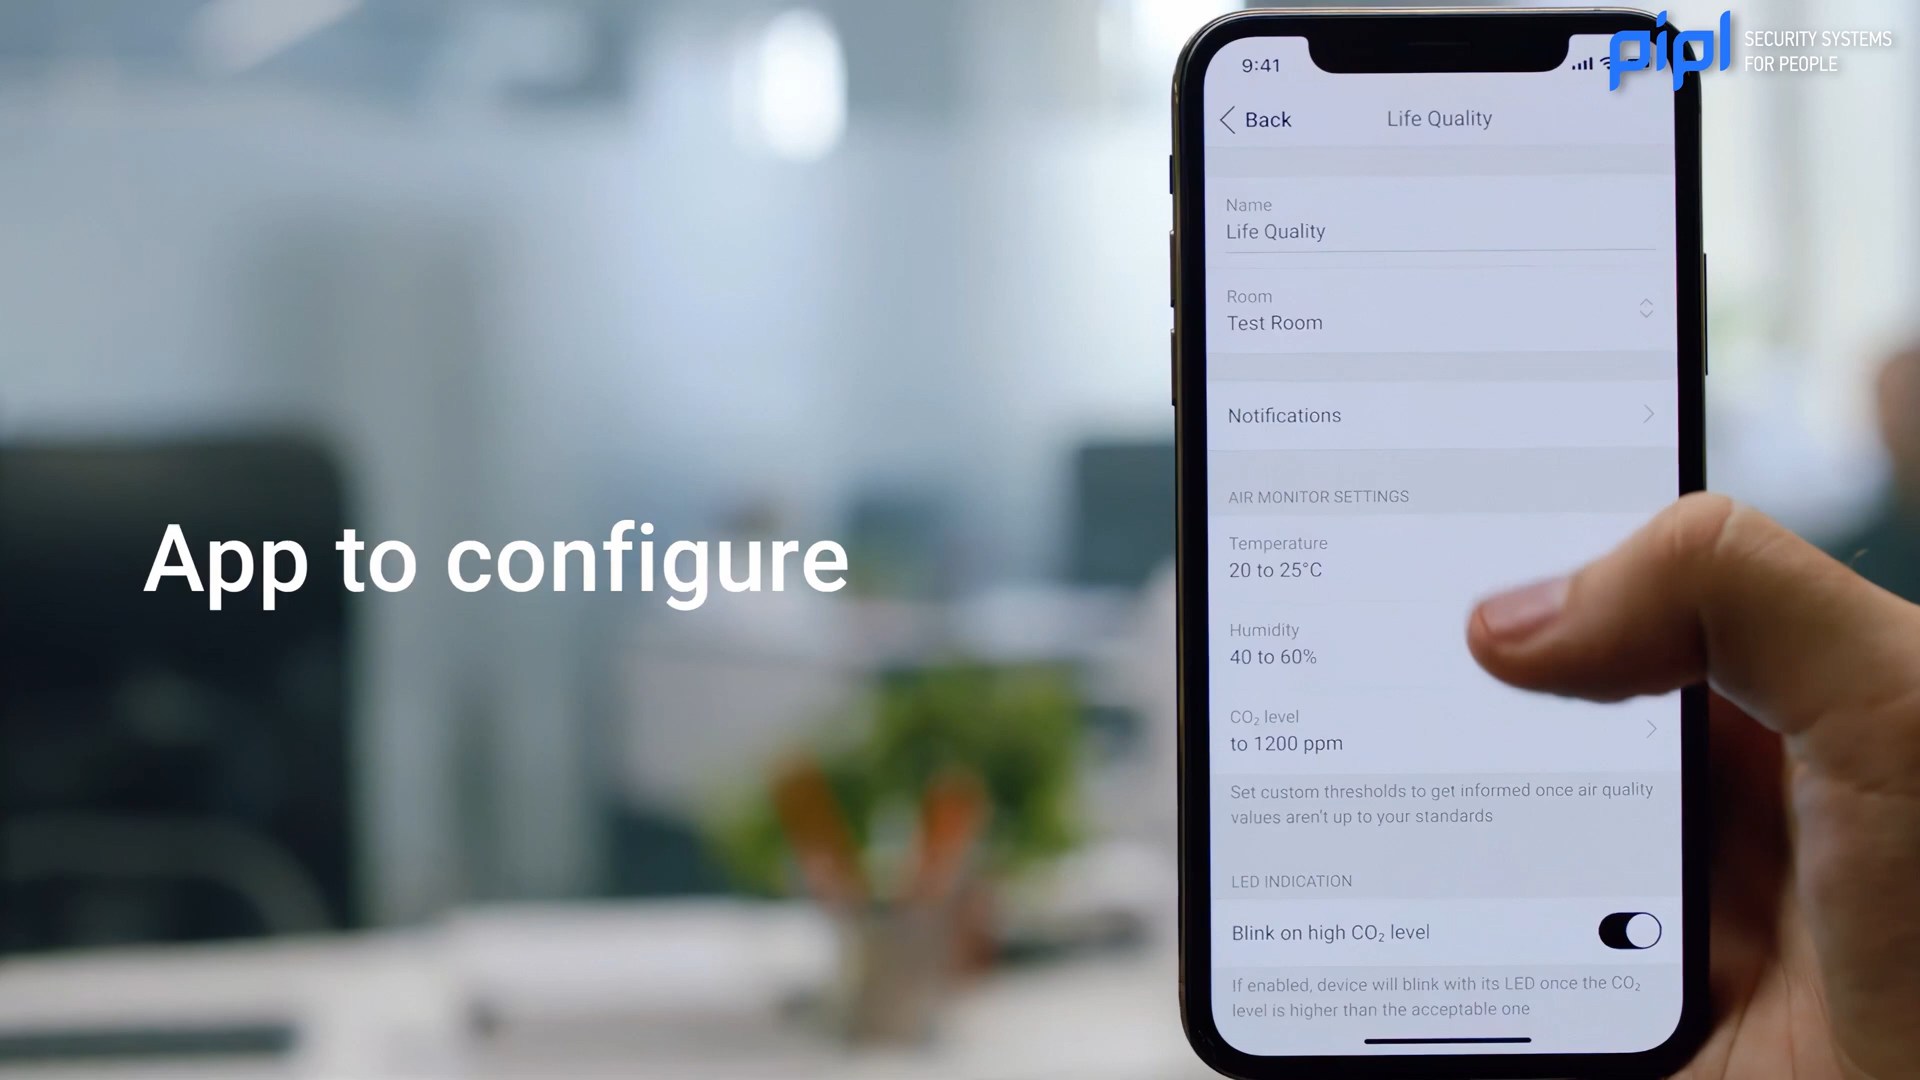 pipl
SECURITY SYSTEMS
FOR PEOPLE
9:41
Back
Life Quality
Name
Life Quality
Room
Test Room
Notifications
AIR MONITOR SETTINGS
Temperature
20 to 25°C
Humidity
40 to 60%
CO₂ level
to 1200 ppm
Set custom thresholds to get informed once air quality
values aren't up to your standards
LED INDICATION
Blink on high CO₂ level
If enabled, device will blink with its LED once the CO₂
level is higher than the acceptable one
App to configure